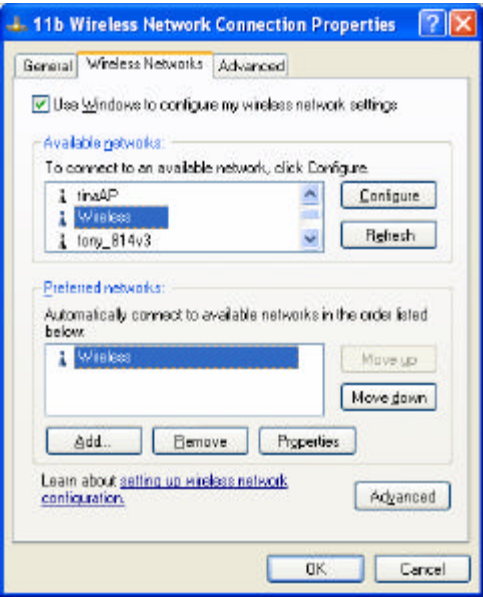 11b Wireless Network Connection Properties
General
Wireless Networks
Advanced
Use Windows to configure my wireless network settings
Available networks:
To connect to an available network, click Configure.
tinaAP
Wireless
tony_814v3
Configure
Refresh
Preferred networks:
Automatically connect to available networks in the order listed
below:
Wireless
Move up
Move down
Add...
Remove
Properties
Learn about setting up wireless network
configuration.
Advanced
OK
Cancel